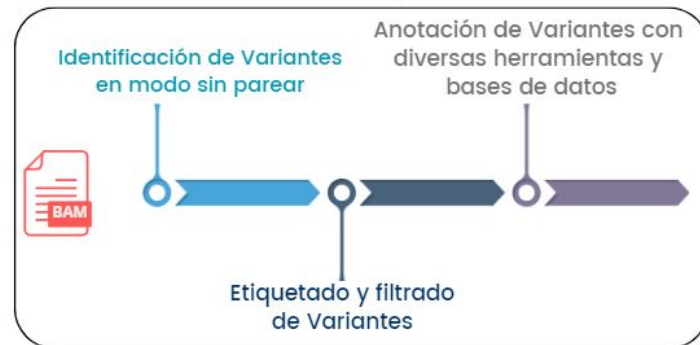 Identificación de Variantes
en modo sin parear
Anotación de Variantes con
diversas herramientas y
bases de datos
BAM
Etiquetado y filtrado
de Variantes